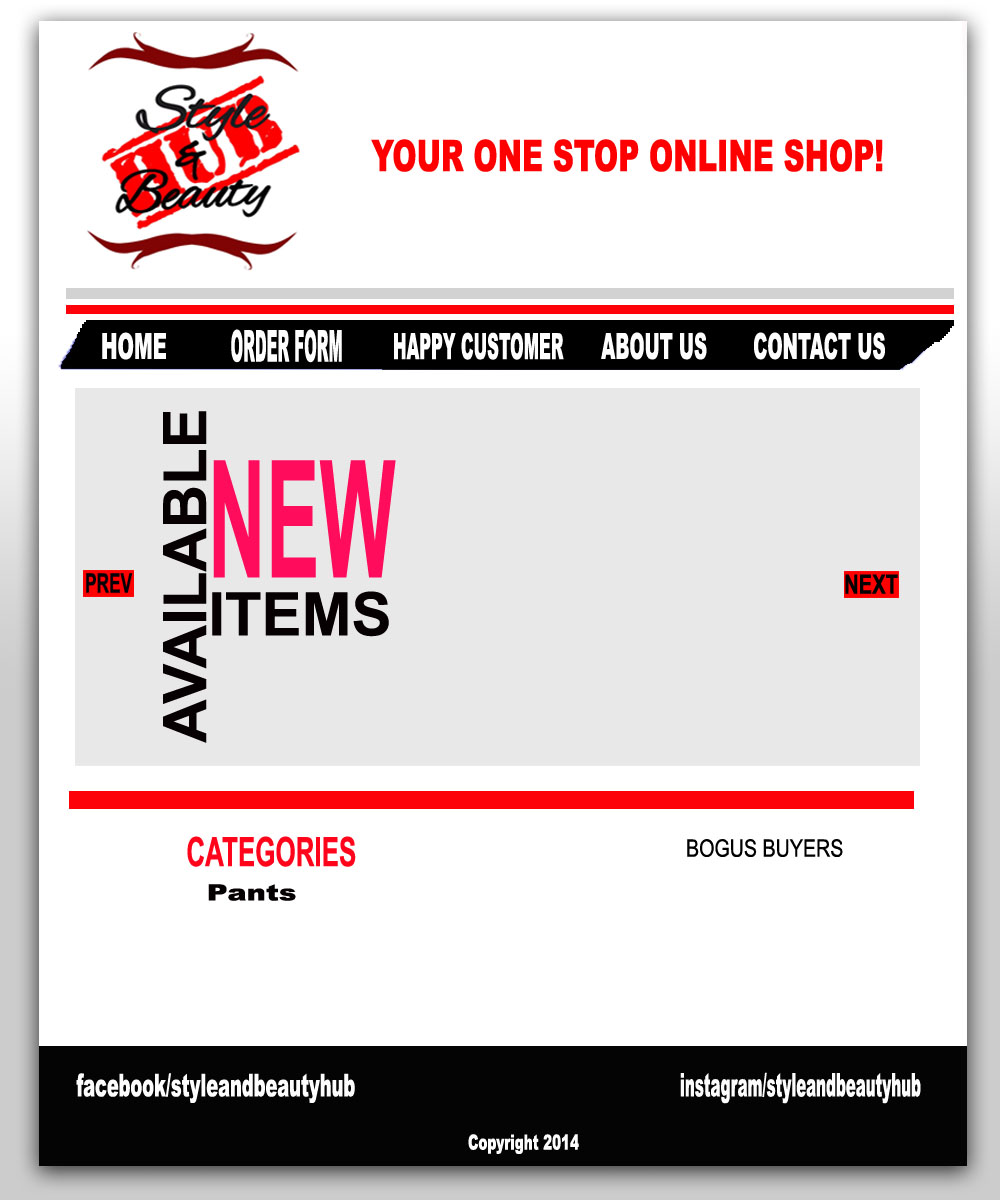 Style
HUB
&
Beauty
YOUR ONE STOP ONLINE SHOP!
HOME ORDER FORM HAPPY CUSTOMER ABOUT US CONTACT US
AVAILABLE
NEW
ITEMS
PREV
NEXT
CATEGORIES
Pants
BOGUS BUYERS
facebook/styleandbeautyhub
instagram/styleandbeautyhub
Copyright 2014